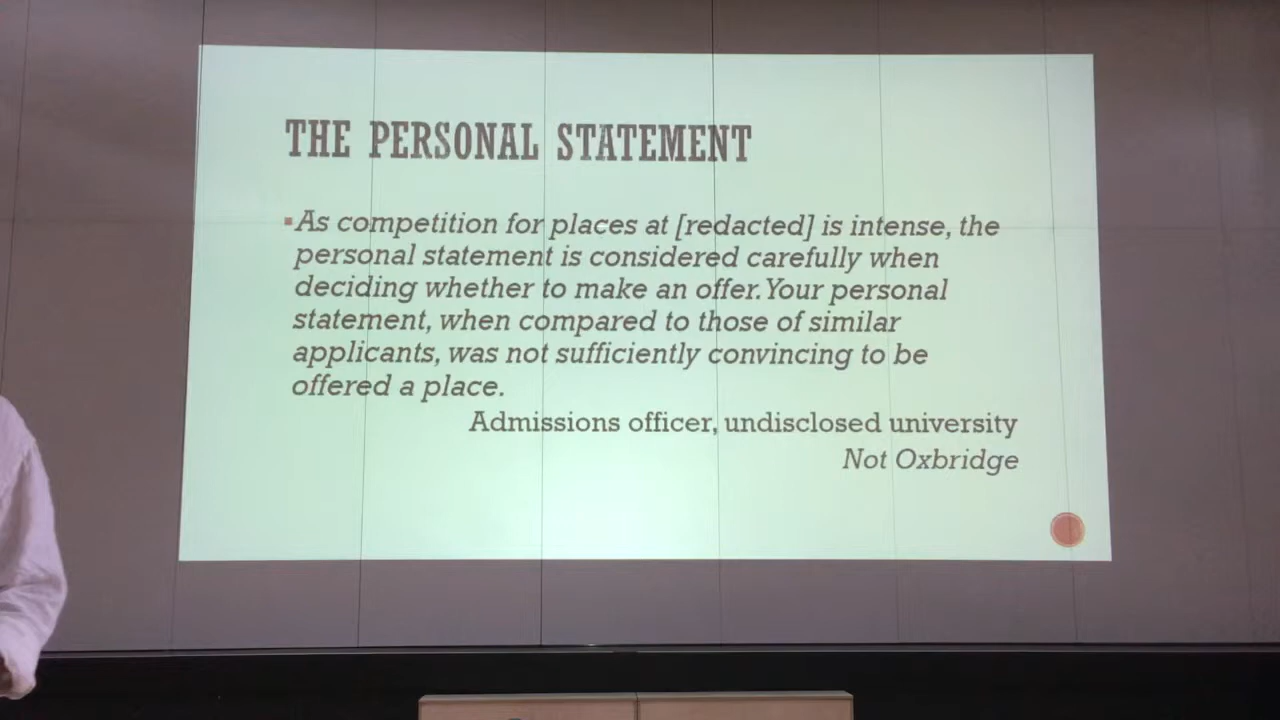 THE PERSONAL STATEMENT
As competition for places at [redacted] is intense, the
personal statement is considered carefully when
deciding whether to make an offer. Your personal
statement, when compared to those of similar
applicants, was not sufficiently convincing to be
offered a place.
Admissions officer, undisclosed university
Not Oxbridge